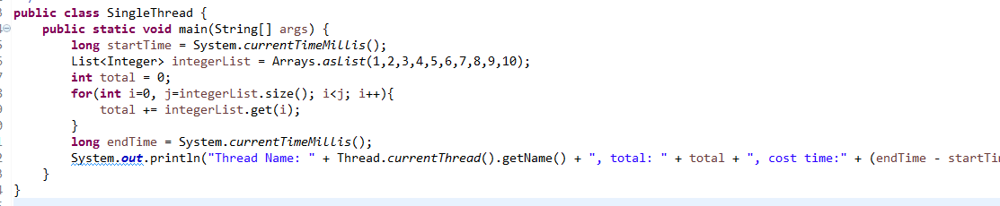 public class SingleThread {
public static void main(String[] args) {
long startTime = System.currentTimeMillis();
List<Integer> integerList = Arrays.asList(1,2,3,4,5,6,7,8,9,10);
int total = 0;
for(int i=0, j=integerList.size(); i<j; i++){
total += integerList.get(i);
}
long endTime = System.currentTimeMillis();
System.out.println("Thread Name: " + Thread.currentThread().getName() + ", total: " + total + ", cost time:" + (endTime - startTi
}
}